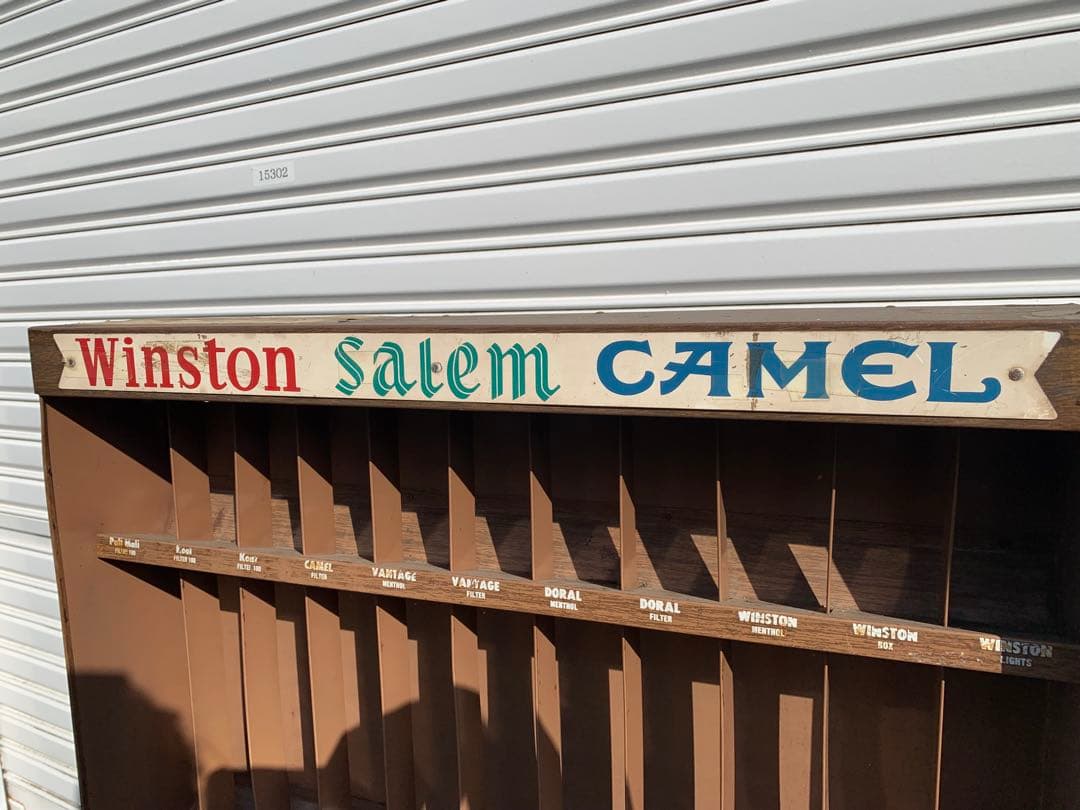 15302
Winston Salem CAMEL
Pall Mall
FILTER 100
Kool
FILTER 100
Kool
FILTER 100
CAMEL
FILTER
VANTAGE
MENTHOL
VANTAGE
FILTER
DORAL
MENTHOL
DORAL
FILTER
WINSTON
MENTHOL
WINSTON
BOX
WINSTON
LIGHTS